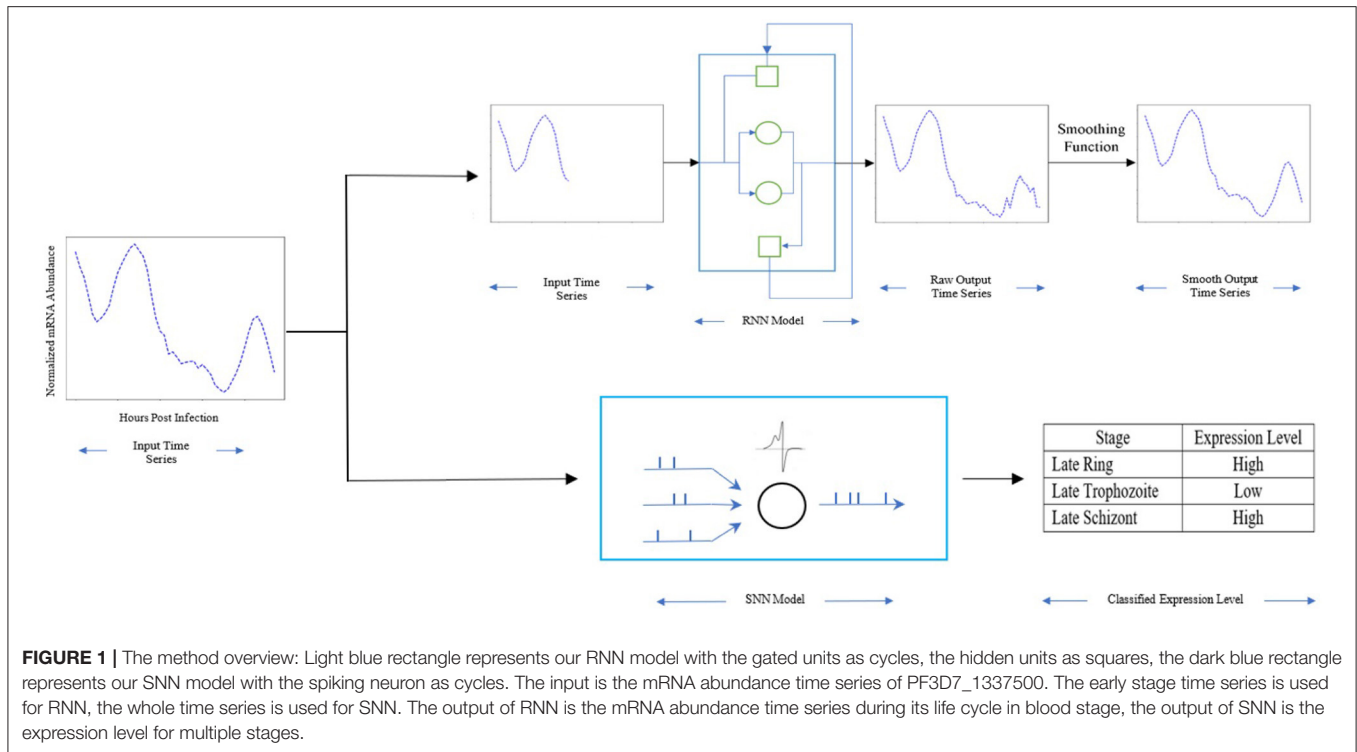 Normalized mRNA Abundance
Hours Post Infection
Input Time
Series
Input Time
Series
RNN Model
Raw Output
Time Series
Smoothing
Function
Smooth Output
Time Series
SNN Model
Stage Expression Level
Late Ring High
Late Trophozoite Low
Late Schizont High
Classified Expression Level
FIGURE 1 | The method overview: Light blue rectangle represents our RNN model with the gated units as cycles, the hidden units as squares, the dark blue rectangle
represents our SNN model with the spiking neuron as cycles. The input is the mRNA abundance time series of PF3D7_1337500. The early stage time series is used
for RNN, the whole time series is used for SNN. The output of RNN is the mRNA abundance time series during its life cycle in blood stage, the output of SNN is the
expression level for multiple stages.